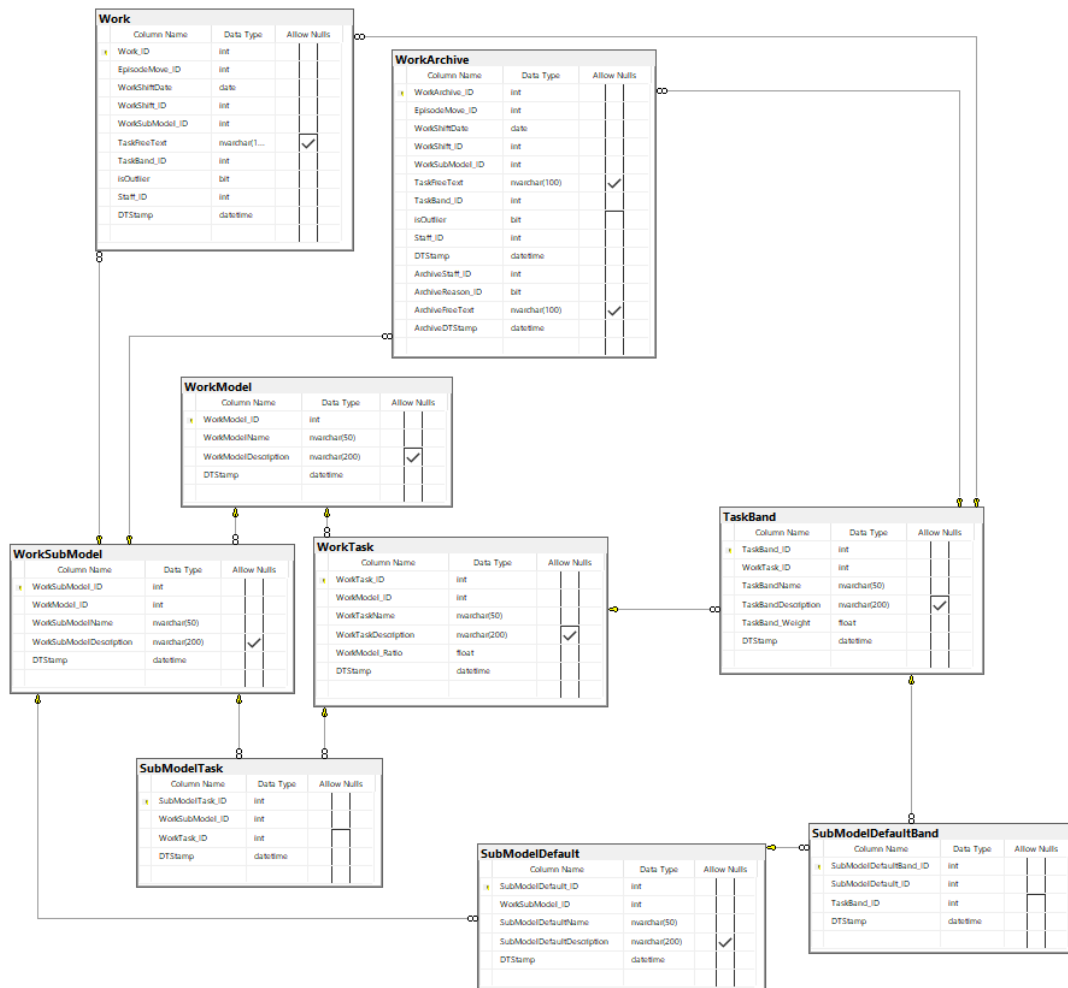 Work
Column Name Data Type Allow Nulls
Work_ID int
EpisodeMove_ID int
WorkShiftDate date
WorkShift_ID int
WorkSubModel_ID int
TaskFreeText nvarchar(1...
TaskBand_ID int
isOutlier bit
Staff_ID int
DTStamp datetime
WorkArchive
Column Name Data Type Allow Nulls
WorkArchive_ID int
EpisodeMove_ID int
WorkShiftDate date
WorkShift_ID int
WorkSubModel_ID int
TaskFreeText nvarchar(100)
TaskBand_ID int
isOutlier bit
Staff_ID int
DTStamp datetime
ArchiveStaff_ID int
ArchiveReason_ID bit
ArchiveFreeText nvarchar(100)
ArchiveDTStamp datetime
WorkModel
Column Name Data Type Allow Nulls
WorkModel_ID int
WorkModelName nvarchar(50)
WorkModelDescription nvarchar(200)
DTStamp datetime
WorkSubModel
Column Name Data Type Allow Nulls
WorkSubModel_ID int
WorkModel_ID int
WorkSubModelName nvarchar(50)
WorkSubModelDescription nvarchar(200)
DTStamp datetime
WorkTask
Column Name Data Type Allow Nulls
WorkTask_ID int
WorkModel_ID int
WorkTaskName nvarchar(50)
WorkTaskDescription nvarchar(200)
WorkModel_Ratio float
DTStamp datetime
TaskBand
Column Name Data Type Allow Nulls
TaskBand_ID int
WorkTask_ID int
TaskBandName nvarchar(50)
TaskBandDescription nvarchar(200)
TaskBand_Weight float
DTStamp datetime
SubModelTask
Column Name Data Type Allow Nulls
SubModelTask_ID int
WorkSubModel_ID int
WorkTask_ID int
DTStamp datetime
SubModelDefault
Column Name Data Type Allow Nulls
SubModelDefault_ID int
WorkSubModel_ID int
SubModelDefaultName nvarchar(50)
SubModelDefaultDescription nvarchar(200)
DTStamp datetime
SubModelDefaultBand
Column Name Data Type Allow Nulls
SubModelDefaultBand_ID int
SubModelDefault_ID int
TaskBand_ID int
DTStamp datetime